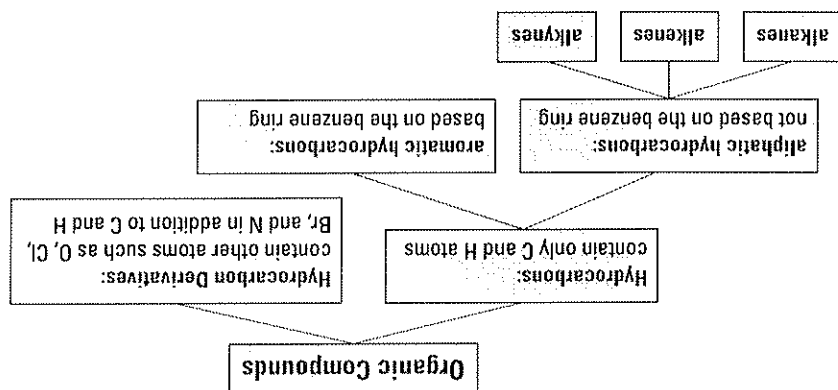 Organic Compounds
Hydrocarbons:
contain only C and H atoms
Hydrocarbon Derivatives:
contain other atoms such as O, Cl,
Br, and N in addition to C and H
aliphatic hydrocarbons:
not based on the benzene ring
aromatic hydrocarbons:
based on the benzene ring
alkanes
alkenes
alkynes